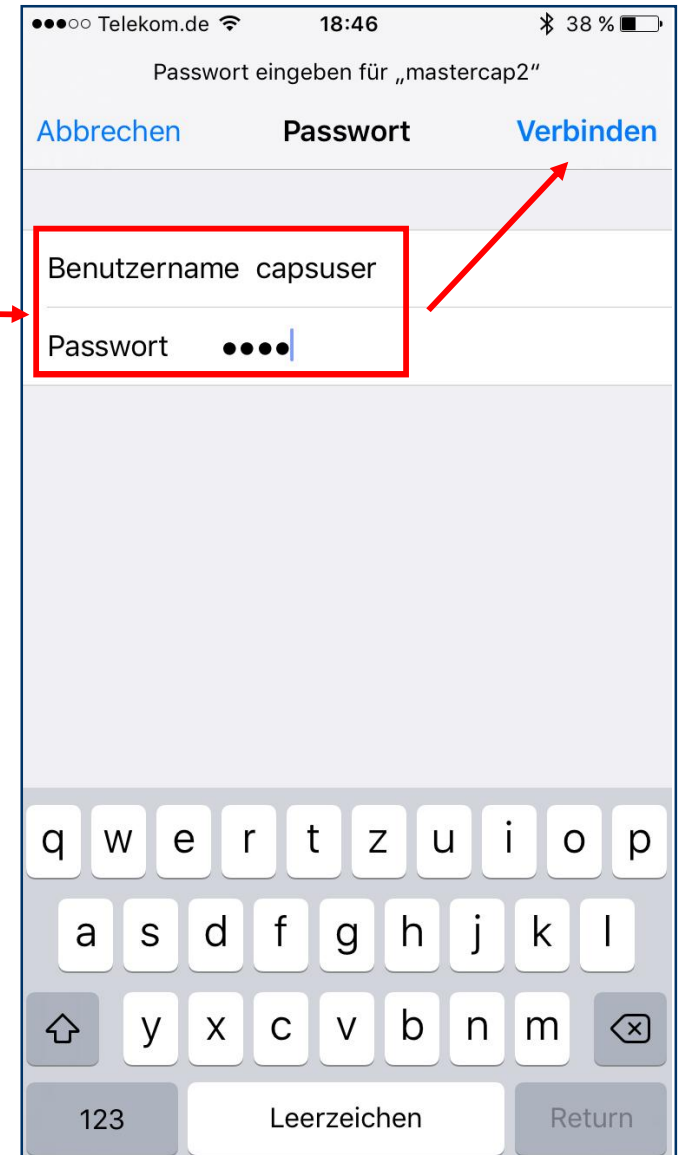 Telekom.de 18:46 38 %
Passwort eingeben für „mastercap2“
Abbrechen Passwort Verbinden
Benutzername capsuser
Passwort ••••
q w e r t z u i o p
a s d f g h j k l
y x c v b n m
123 Leerzeichen Return